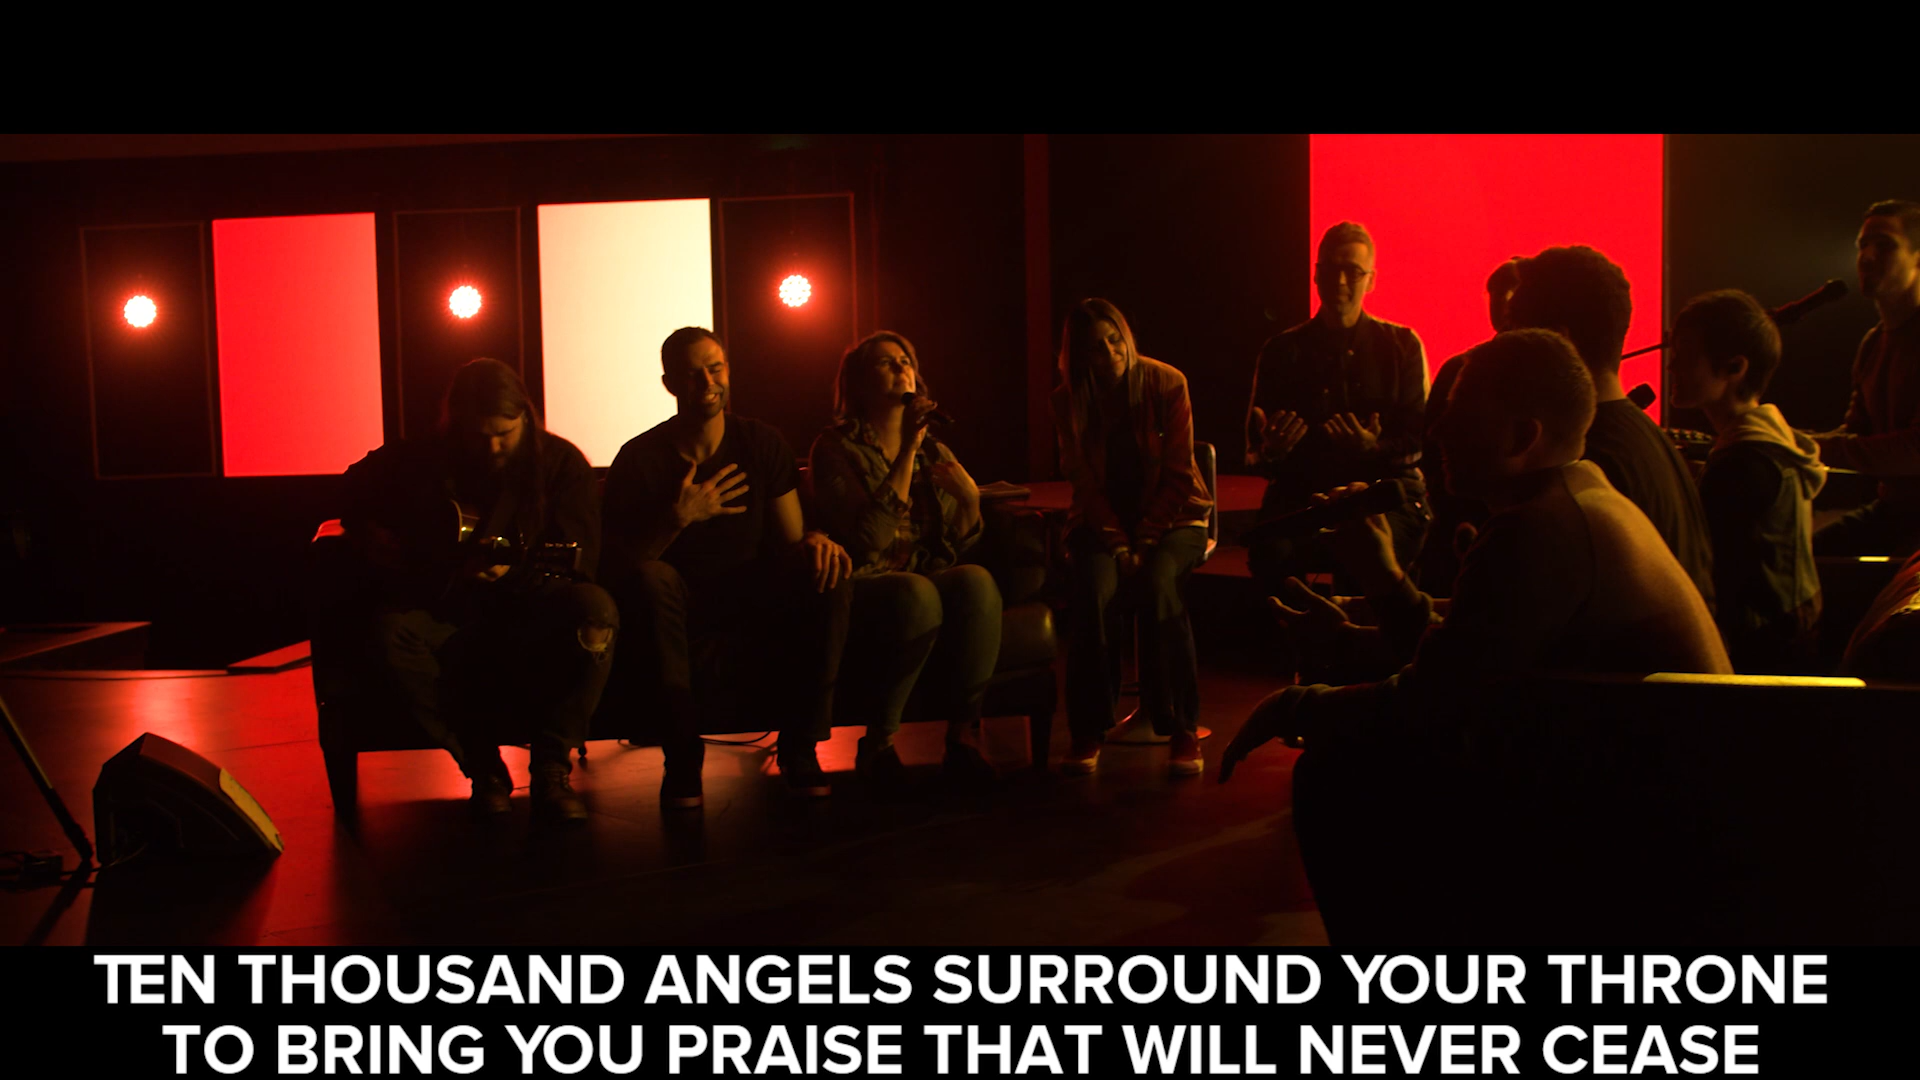 TEN THOUSAND ANGELS SURROUND YOUR THRONE
TO BRING YOU PRAISE THAT WILL NEVER CEASE